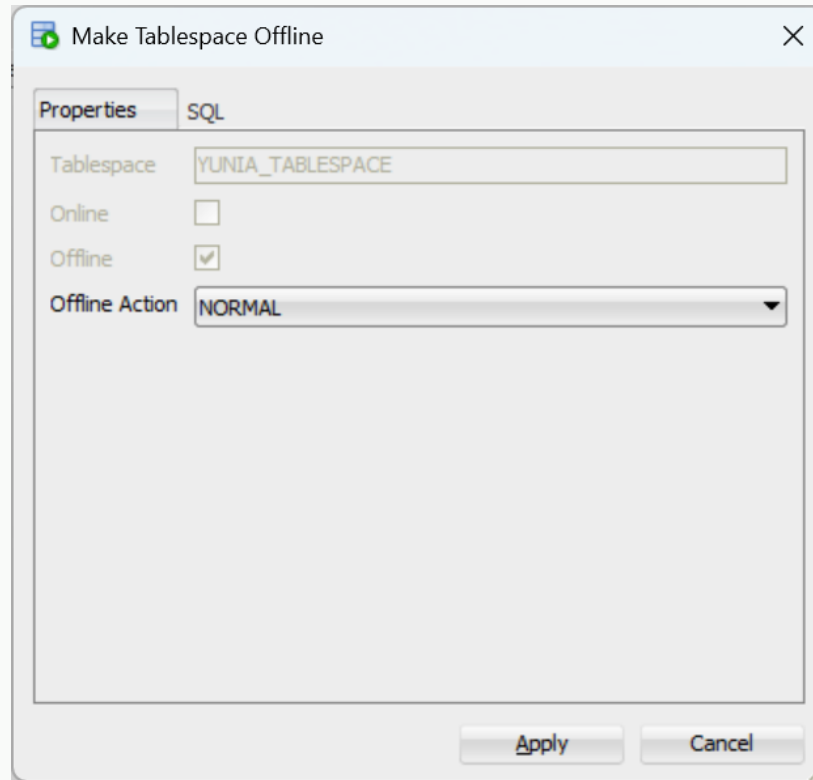 Make Tablespace Offline
Properties SQL
Tablespace YUNIA_TABLESPACE
Online
Offline
Offline Action NORMAL
Apply Cancel